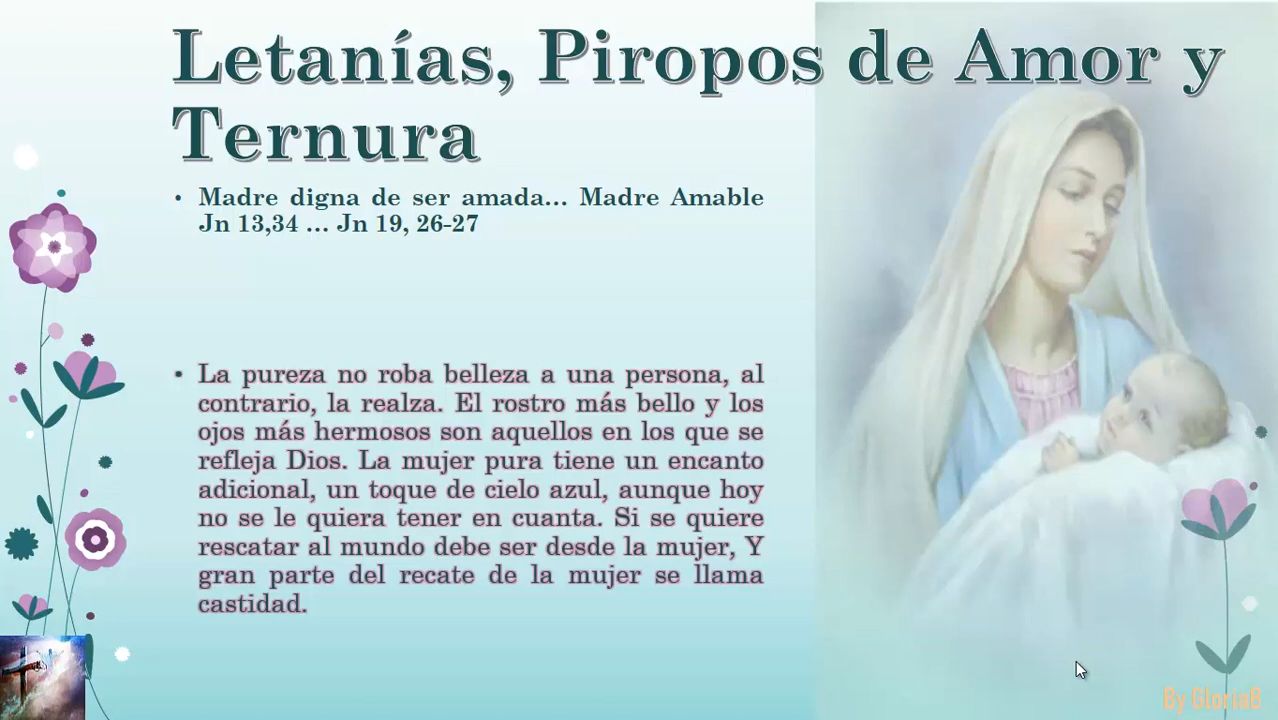 Letanías, Piropos de Amor y
Ternura
• Madre digna de ser amada... Madre Amable
Jn 13,34 ... Jn 19, 26-27
• La pureza no roba belleza a una persona, al
contrario, la realza. El rostro más bello y los
ojos más hermosos son aquellos en los que se
refleja Dios. La mujer pura tiene un encanto
adicional, un toque de cielo azul, aunque hoy
no se le quiera tener en cuanta. Si se quiere
rescatar al mundo debe ser desde la mujer, Y
gran parte del recate de la mujer se llama
castidad.
By GloriaB